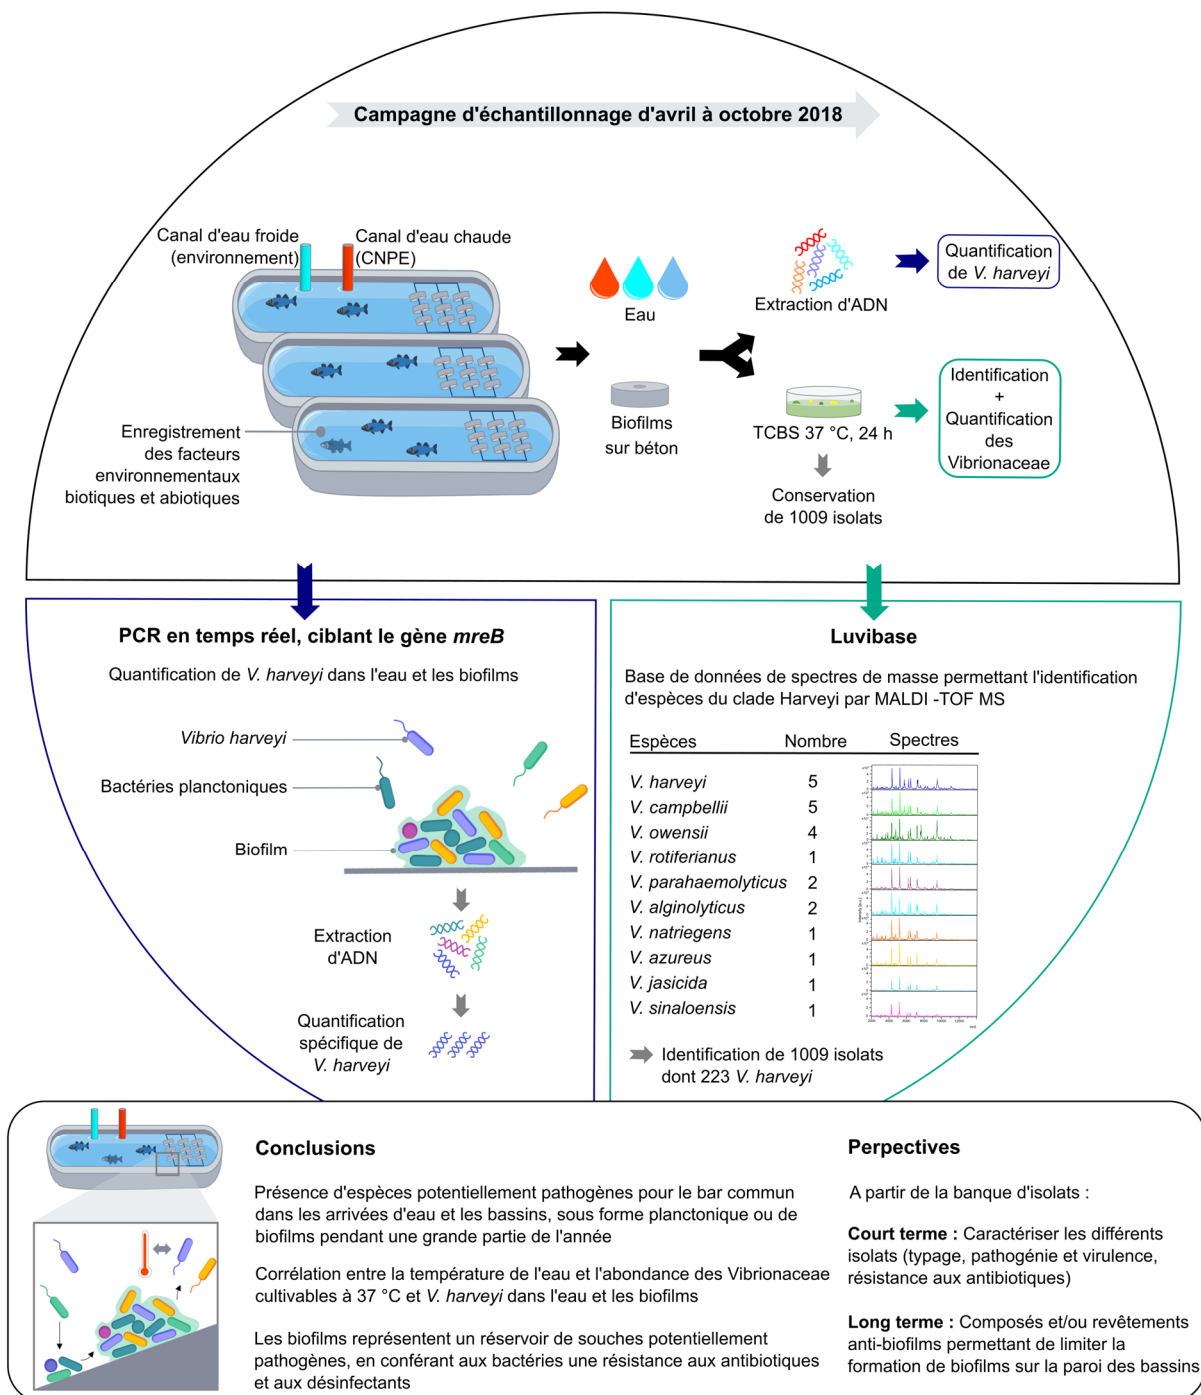 Campagne d'échantillonnage d'avril à octobre 2018
Canal d'eau froide
(environnement)
Canal d'eau chaude
(CNPE)
Enregistrement
des facteurs
environnementaux
biotiques et abiotiques
Eau
Biofilms
sur béton
Extraction d'ADN
Quantification
de V. harveyi
TCBS 37 °C, 24 h
Conservation
de 1009 isolats
Identification
+
Quantification
des
Vibrionaceae
PCR en temps réel, ciblant le gène mreB
Quantification de V. harveyi dans l'eau et les biofilms
Vibrio harveyi
Bactéries planctoniques
Biofilm
Extraction
d'ADN
Quantification
spécifique de
V. harveyi
Luvibase
Base de données de spectres de masse permettant l'identification
d'espèces du clade Harveyi par MALDI -TOF MS
Espèces Nombre Spectres
V. harveyi 5
V. campbellii 5
V. owensii 4
V. rotiferianus 1
V. parahaemolyticus 2
V. alginolyticus 2
V. natriegens 1
V. azureus 1
V. jasicida 1
V. sinaloensis 1
Identification de 1009 isolats
dont 223 V. harveyi
Conclusions
Présence d'espèces potentiellement pathogènes pour le bar commun
dans les arrivées d'eau et les bassins, sous forme planctonique ou de
biofilms pendant une grande partie de l'année
Corrélation entre la température de l'eau et l'abondance des Vibrionaceae
cultivables à 37 °C et V. harveyi dans l'eau et les biofilms
Les biofilms représentent un réservoir de souches potentiellement
pathogènes, en conférant aux bactéries une résistance aux antibiotiques
et aux désinfectants
Perpectives
A partir de la banque d'isolats :
Court terme : Caractériser les différents
isolats (typage, pathogénie et virulence,
résistance aux antibiotiques)
Long terme : Composés et/ou revêtements
anti-biofilms permettant de limiter la
formation de biofilms sur la paroi des bassins